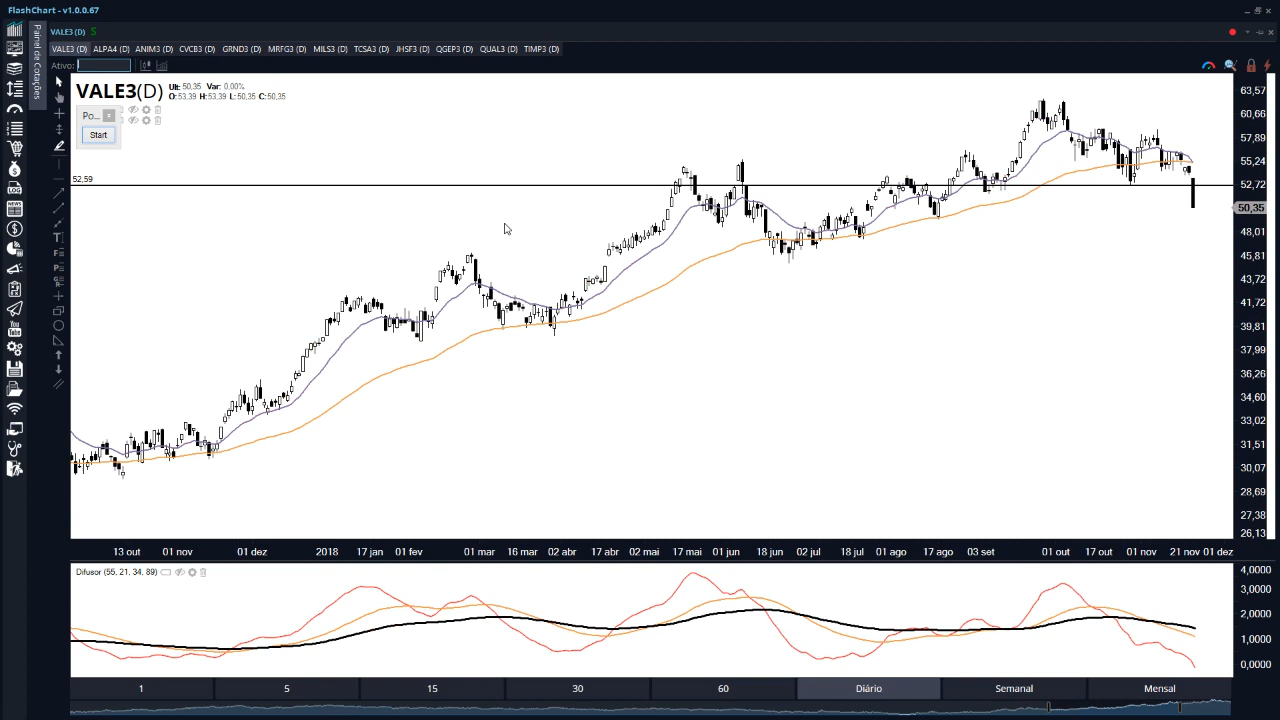 FlashChart - v1.0.0.67
Painel de Cotações
VALE3 (D) S
VALE3 (D) ALPA4 (D) ANIM3 (D) CVCB3 (D) GRND3 (D) MRFG3 (D) MILS3 (D) TCSA3 (D) JHSF3 (D) QGEP3 (D) QUAL3 (D) TIMP3 (D)
Ativo:
VALE3(D)
Ult: 50,35 Var: 0,00%
O: 53,39 H: 53,39 L: 50,35 C: 50,35
Po...
Start
52,59
63,57
60,66
57,89
55,24
52,72
50,35
48,01
45,81
43,72
41,72
39,81
37,99
36,26
34,60
33,02
31,51
30,07
28,69
27,38
26,13
13 out 01 nov 01 dez 2018 17 jan 01 fev 01 mar 16 mar 02 abr 17 abr 02 mai 17 mai 01 jun 18 jun 02 jul 18 jul 01 ago 17 ago 03 set 01 out 17 out 01 nov 21 nov 01 dez
Difusor (55, 21, 34, 89)
4,0000
3,0000
2,0000
1,0000
0,0000
1 5 15 30 60 Diário Semanal Mensal
LOG
NEWS
You
Tube